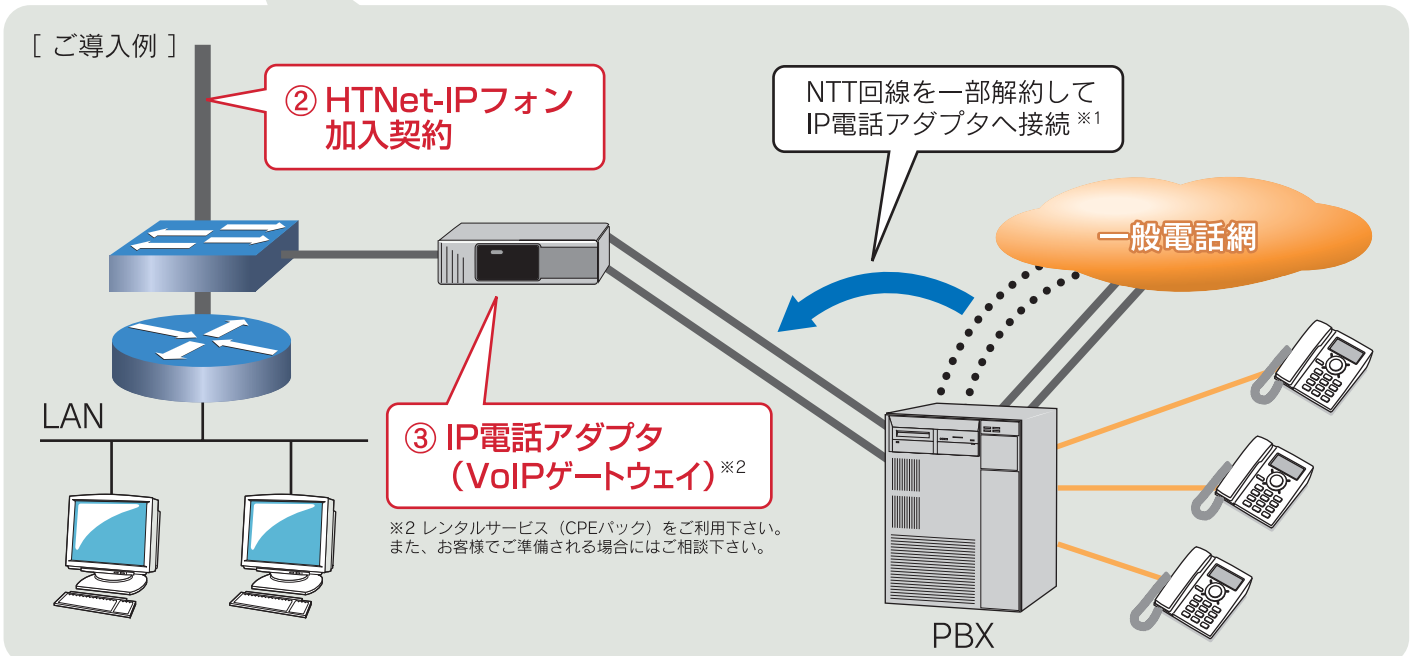 [ ご導入例 ]
② HTNet-IPフォン
加入契約
NTT回線を一部解約して
IP電話アダプタへ接続 ※1
一般電話網
LAN
③ IP電話アダプタ
（VoIPゲートウェイ）※2
※2 レンタルサービス（CPEパック）をご利用下さい。
また、お客様でご準備される場合にはご相談下さい。
PBX